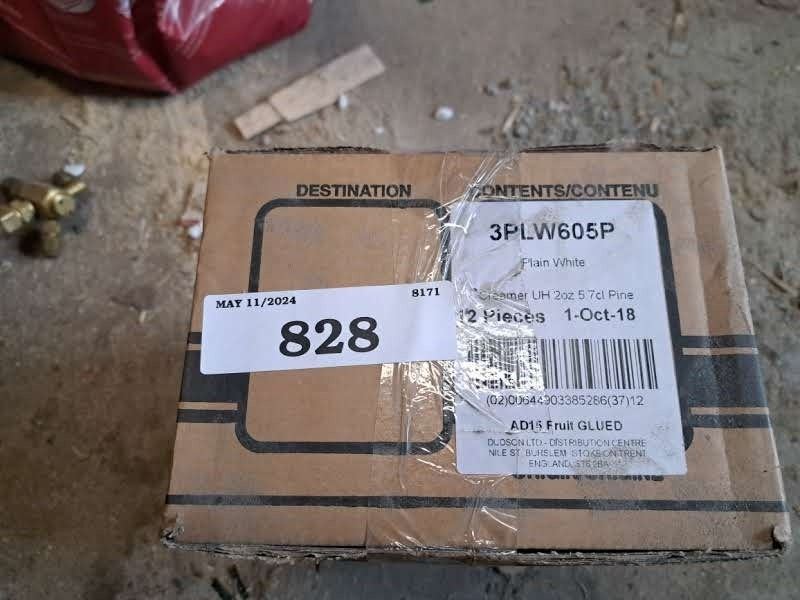 DESTINATION
CONTENTS/CONTENU
3PLW605P
Plain White
Creamer UH 2oz 5.7cl Pine
12 Pieces 1-Oct-18
MAY 11/2024
8171
828
(02)00644903385286(37)12
AD15 Fruit GLUED
DUDSON LTD - DISTRIBUTION CENTRE
NILE ST. BURSLEM. STOKE ON TRENT
ENGLAND.